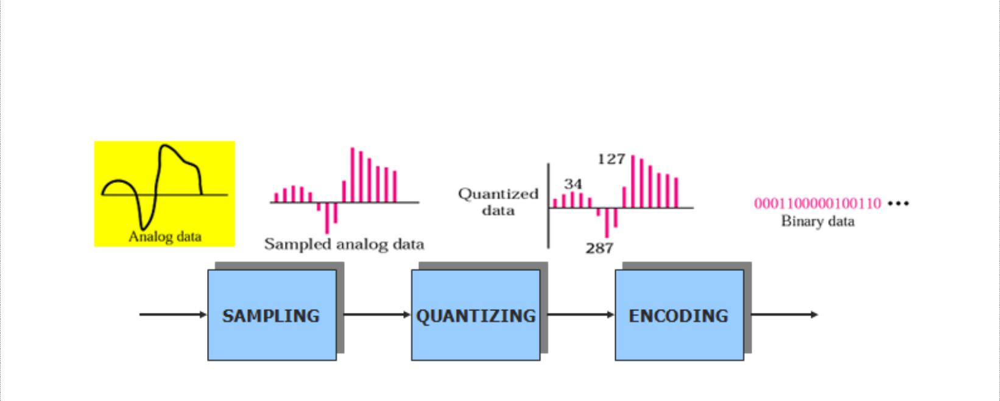 Analog data
Sampled analog data
Quantized
data
127
34
287
0001100000100110 •••
Binary data
SAMPLING
QUANTIZING
ENCODING